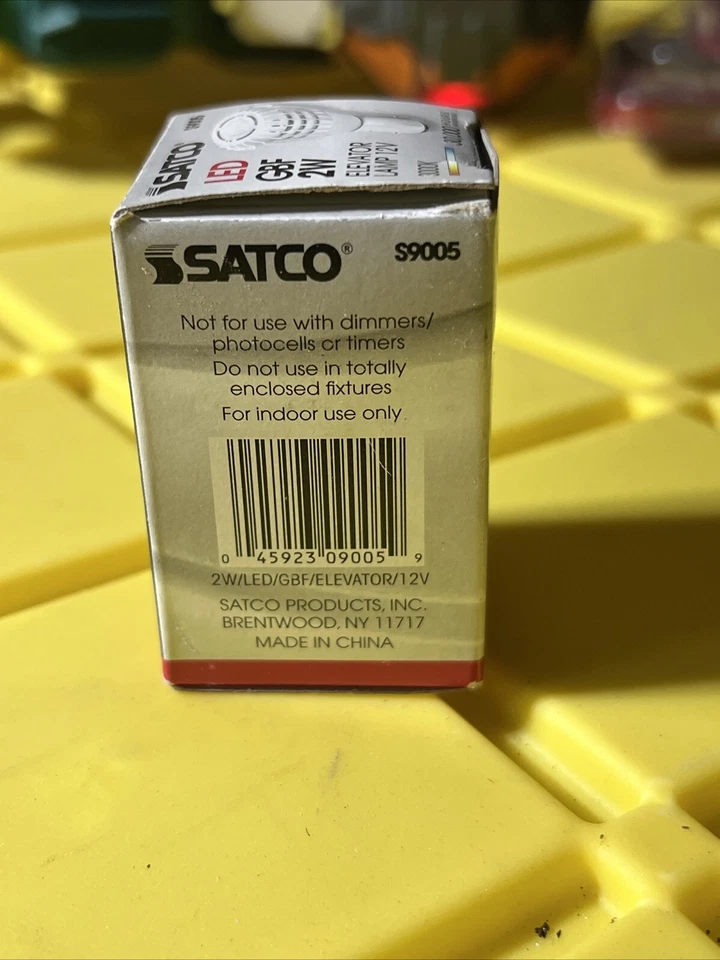 SATCO S9005
LED
GBF
2W
ELEVATOR
LAMP 12V
3000K
SATCO® S9005
Not for use with dimmers/
photocells or timers
Do not use in totally
enclosed fixtures
For indoor use only.
0 45923 09005 9
2W/LED/GBF/ELEVATOR/12V
SATCO PRODUCTS, INC.
BRENTWOOD, NY 11717
MADE IN CHINA